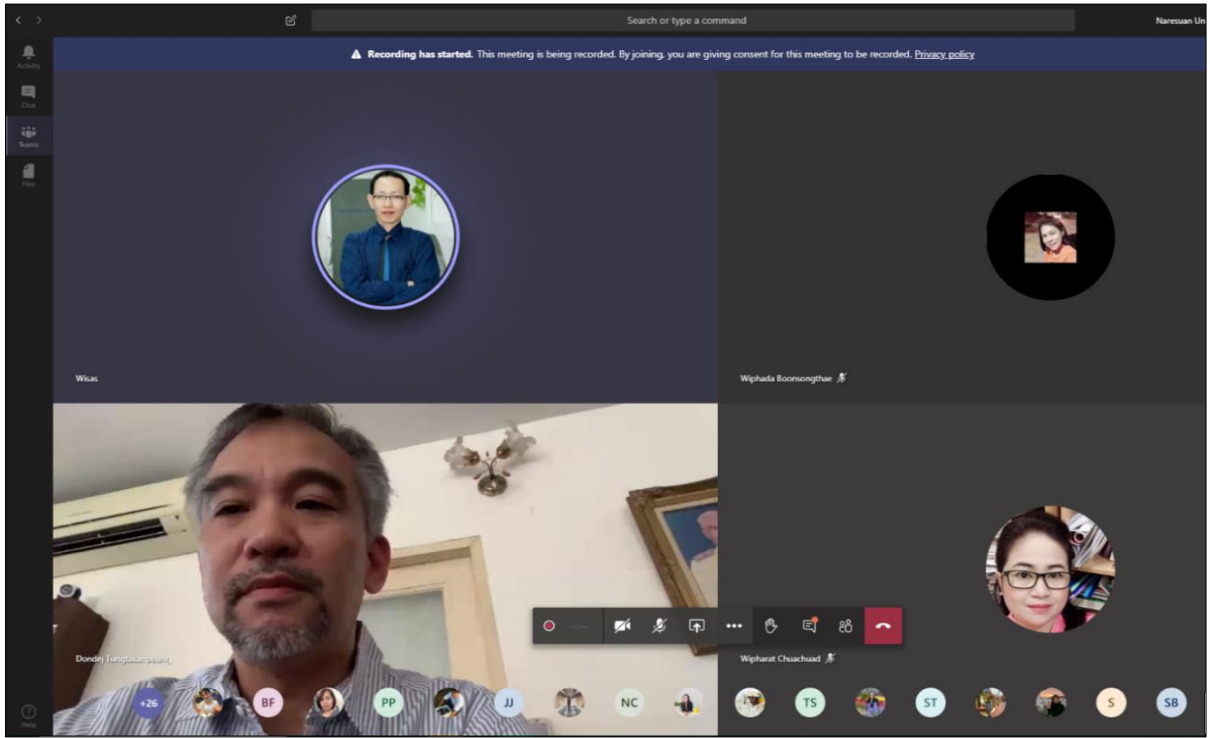 Search or type a command
Naresuan Un
Recording has started. This meeting is being recorded. By joining, you are giving consent for this meeting to be recorded. Privacy policy
Activity
Chat
Teams
Files
Wisas
Wiphada Boonsongthae
Dondej Tungtakanpoung
Wipharat Chuachuad
+26
BF
PP
JJ
NC
TS
ST
S
SB
Help